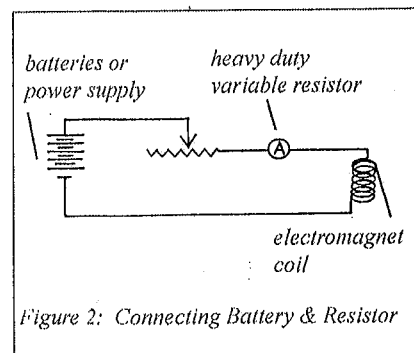 batteries or
power supply
heavy duty
variable resistor
A
electromagnet
coil
Figure 2: Connecting Battery & Resistor